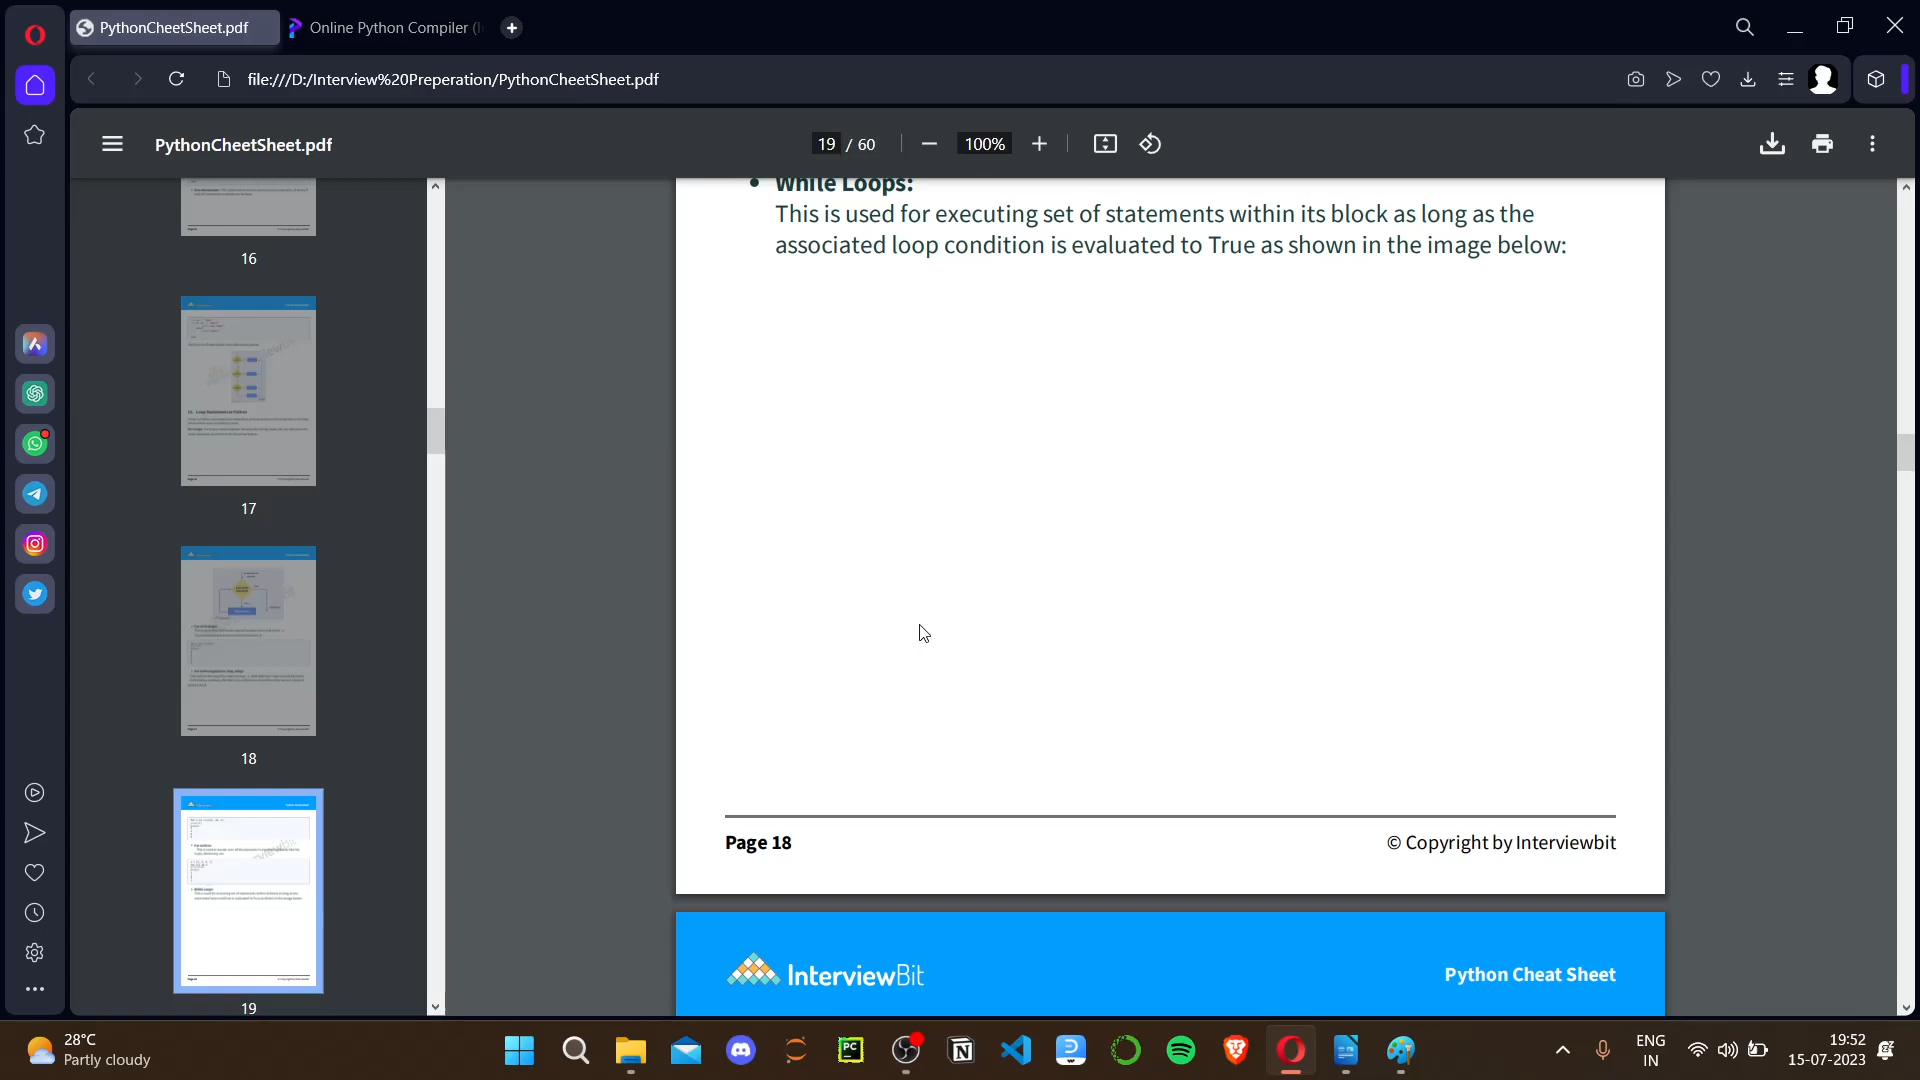 PythonCheetSheet.pdf
Online Python Compiler (I
file:///D:/Interview%20Preperation/PythonCheetSheet.pdf
PythonCheetSheet.pdf
19 / 60
100%
16
17
18
19
• While Loops:
This is used for executing set of statements within its block as long as the
associated loop condition is evaluated to True as shown in the image below:
Page 18
© Copyright by Interviewbit
InterviewBit
Python Cheat Sheet
28°C
Partly cloudy
PC
ENG
IN
19:52
15-07-2023